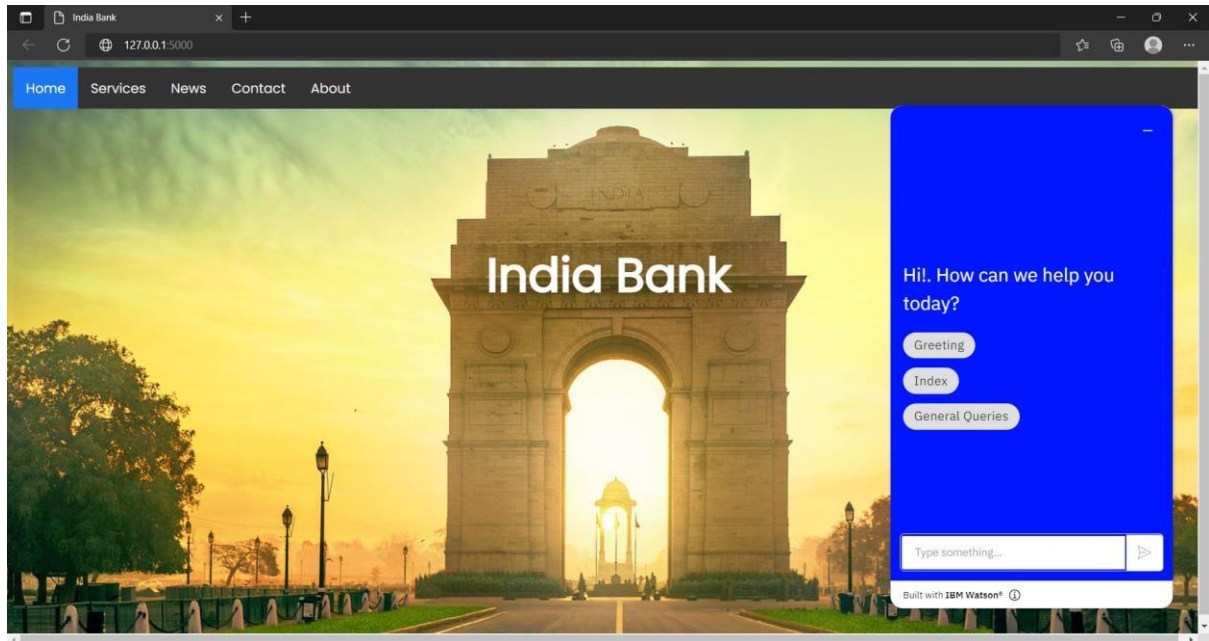 India Bank
127.0.0.1:5000
Home Services News Contact About
INDIA
India Bank
Hi!. How can we help you
today?
Greeting
Index
General Queries
Type something...
Built with IBM Watson®